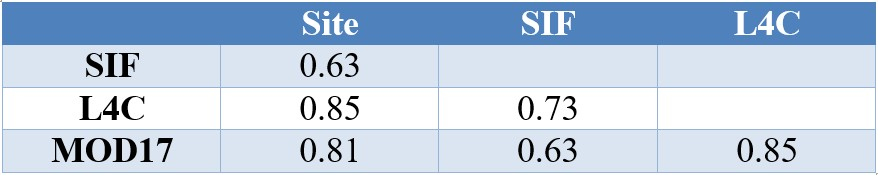 Site SIF L4C
SIF 0.63
L4C 0.85 0.73
MOD17 0.81 0.63 0.85